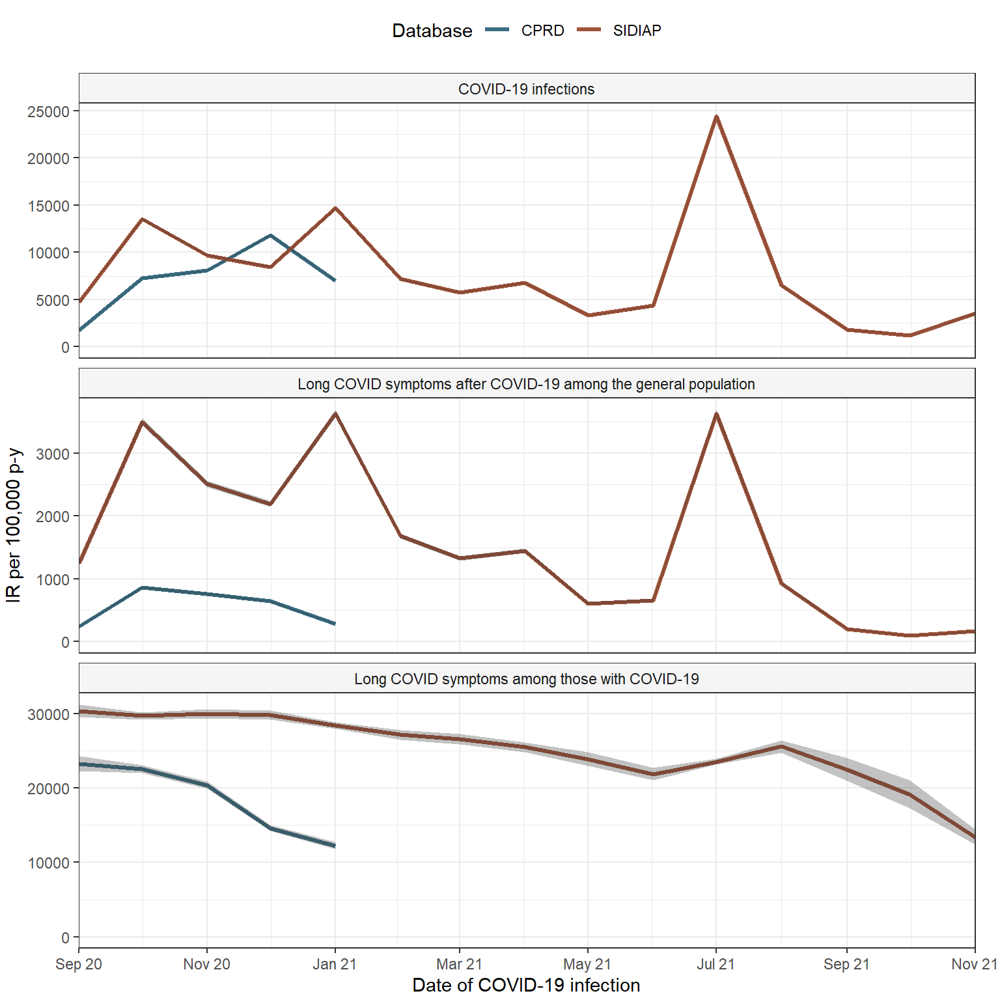 Database CPRD SIDIAP
COVID-19 infections
25000
20000
15000
10000
5000
0
Long COVID symptoms after COVID-19 among the general population
3000
2000
1000
0
IR per 100,000 p-y
Long COVID symptoms among those with COVID-19
30000
20000
10000
0
Sep 20 Nov 20 Jan 21 Mar 21 May 21 Jul 21 Sep 21 Nov 21
Date of COVID-19 infection